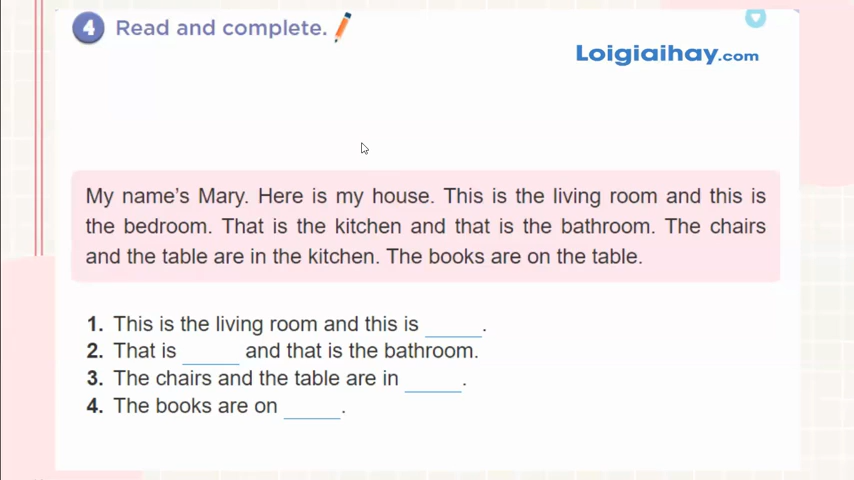 4 Read and complete.
Loigiaihay.com
My name's Mary. Here is my house. This is the living room and this is
the bedroom. That is the kitchen and that is the bathroom. The chairs
and the table are in the kitchen. The books are on the table.
1. This is the living room and this is _____.
2. That is _____ and that is the bathroom.
3. The chairs and the table are in _____.
4. The books are on _____.